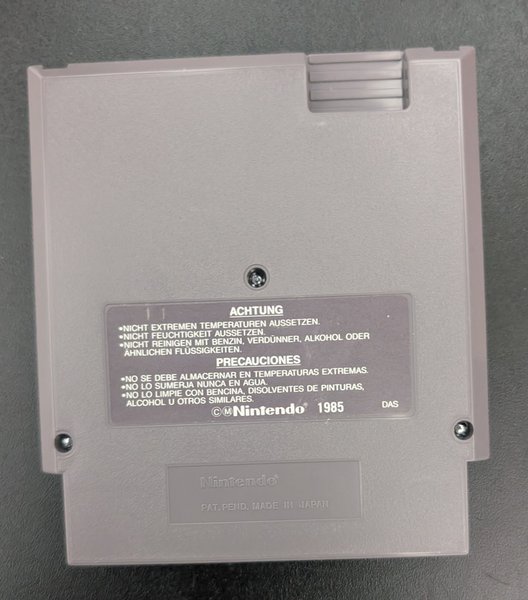 ACHTUNG
•NICHT EXTREMEN TEMPERATUREN AUSSETZEN.
•NICHT FEUCHTIGKEIT AUSSETZEN.
•NICHT REINIGEN MIT BENZIN, VERDÜNNER, ALKOHOL ODER
ÄHNLICHEN FLÜSSIGKEITEN.
PRECAUCIONES
•NO SE DEBE ALMACERNAR EN TEMPERATURAS EXTREMAS.
•NO LO SUMERJA NUNCA EN AGUA.
•NO LO LIMPIE CON BENCINA, DISOLVENTES DE PINTURAS,
ALCOHOL U OTROS SIMILARES.
©ⓂNintendo® 1985 DAS
Nintendo®
PAT. PEND. MADE IN JAPAN